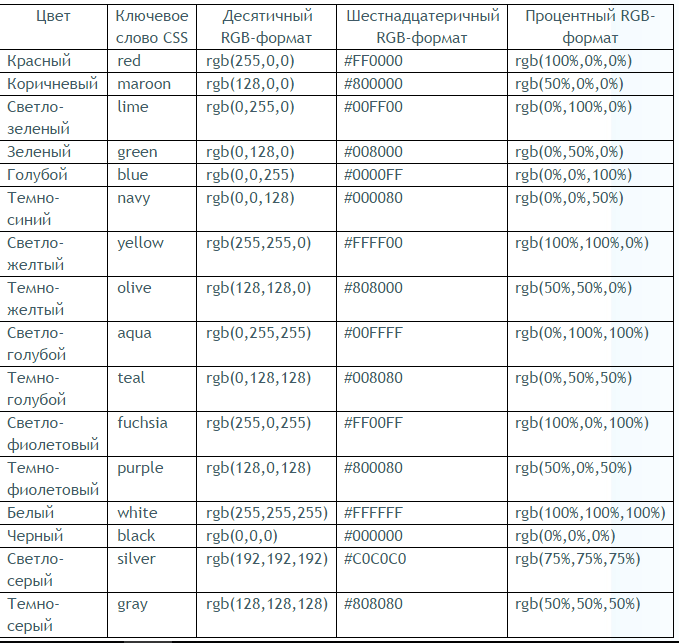 Цвет Ключевое слово CSS Десятичный RGB-формат Шестнадцатеричный RGB-формат Процентный RGB-формат
Красный red rgb(255,0,0) #FF0000 rgb(100%,0%,0%)
Коричневый maroon rgb(128,0,0) #800000 rgb(50%,0%,0%)
Светло-зеленый lime rgb(0,255,0) #00FF00 rgb(0%,100%,0%)
Зеленый green rgb(0,128,0) #008000 rgb(0%,50%,0%)
Голубой blue rgb(0,0,255) #0000FF rgb(0%,0%,100%)
Темно-синий navy rgb(0,0,128) #000080 rgb(0%,0%,50%)
Светло-желтый yellow rgb(255,255,0) #FFFF00 rgb(100%,100%,0%)
Темно-желтый olive rgb(128,128,0) #808000 rgb(50%,50%,0%)
Светло-голубой aqua rgb(0,255,255) #00FFFF rgb(0%,100%,100%)
Темно-голубой teal rgb(0,128,128) #008080 rgb(0%,50%,50%)
Светло-фиолетовый fuchsia rgb(255,0,255) #FF00FF rgb(100%,0%,100%)
Темно-фиолетовый purple rgb(128,0,128) #800080 rgb(50%,0%,50%)
Белый white rgb(255,255,255) #FFFFFF rgb(100%,100%,100%)
Черный black rgb(0,0,0) #000000 rgb(0%,0%,0%)
Светло-серый silver rgb(192,192,192) #C0C0C0 rgb(75%,75%,75%)
Темно-серый gray rgb(128,128,128) #808080 rgb(50%,50%,50%)